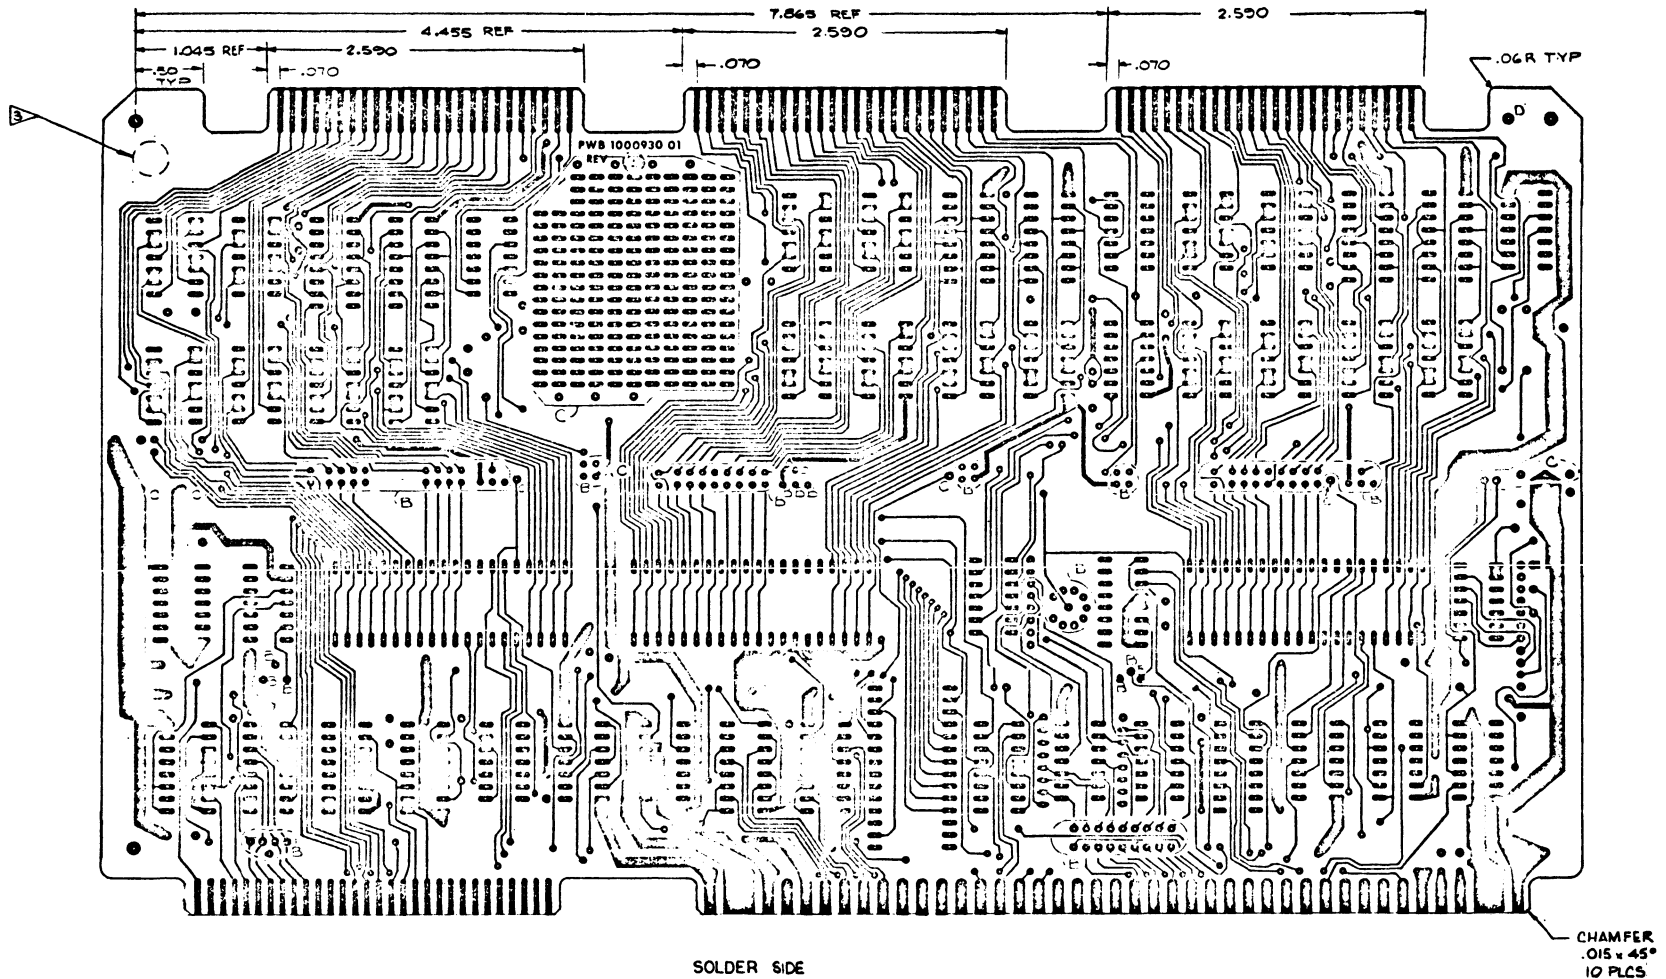 7.865 REF
2.590
4.455 REF
2.590
1.045 REF
2.590
.50
TYP
.070
.070
.070
.06R TYP
3
D
PWB 1000930 01
REV
C
C
B
B
B
C
B
B
C
B
B
B
B
B
SOLDER SIDE
CHAMFER
.015 x 45°
10 PLCS